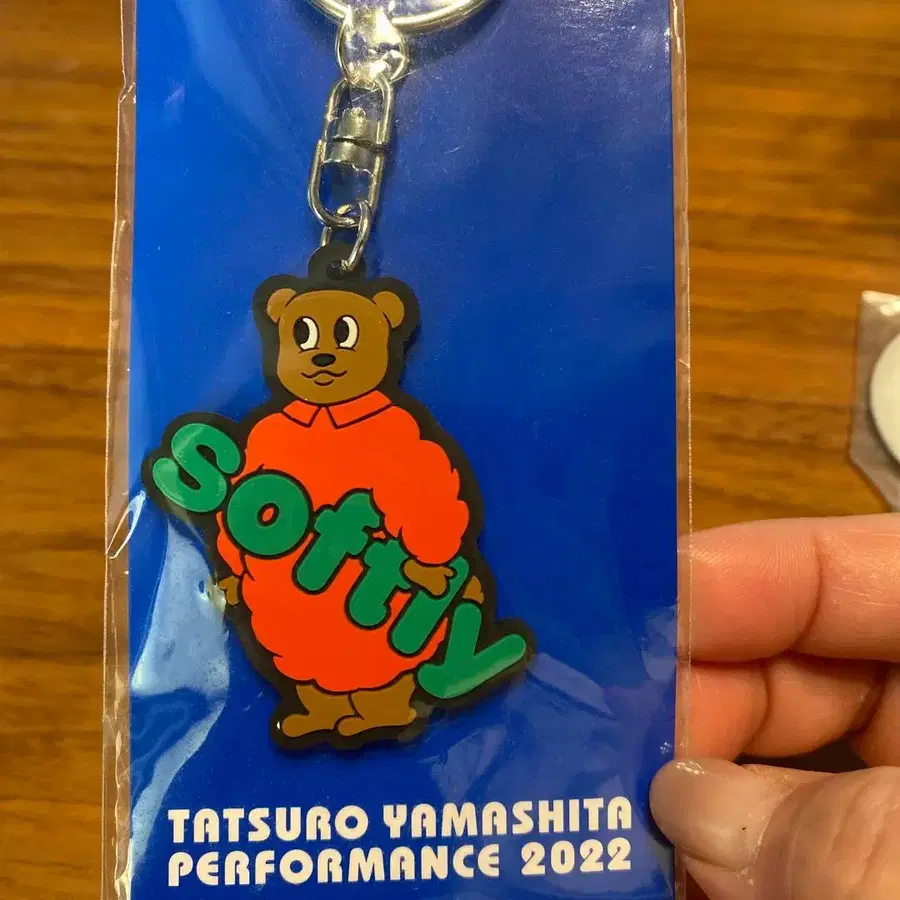 softly
TATSURO YAMASHITA
PERFORMANCE 2022